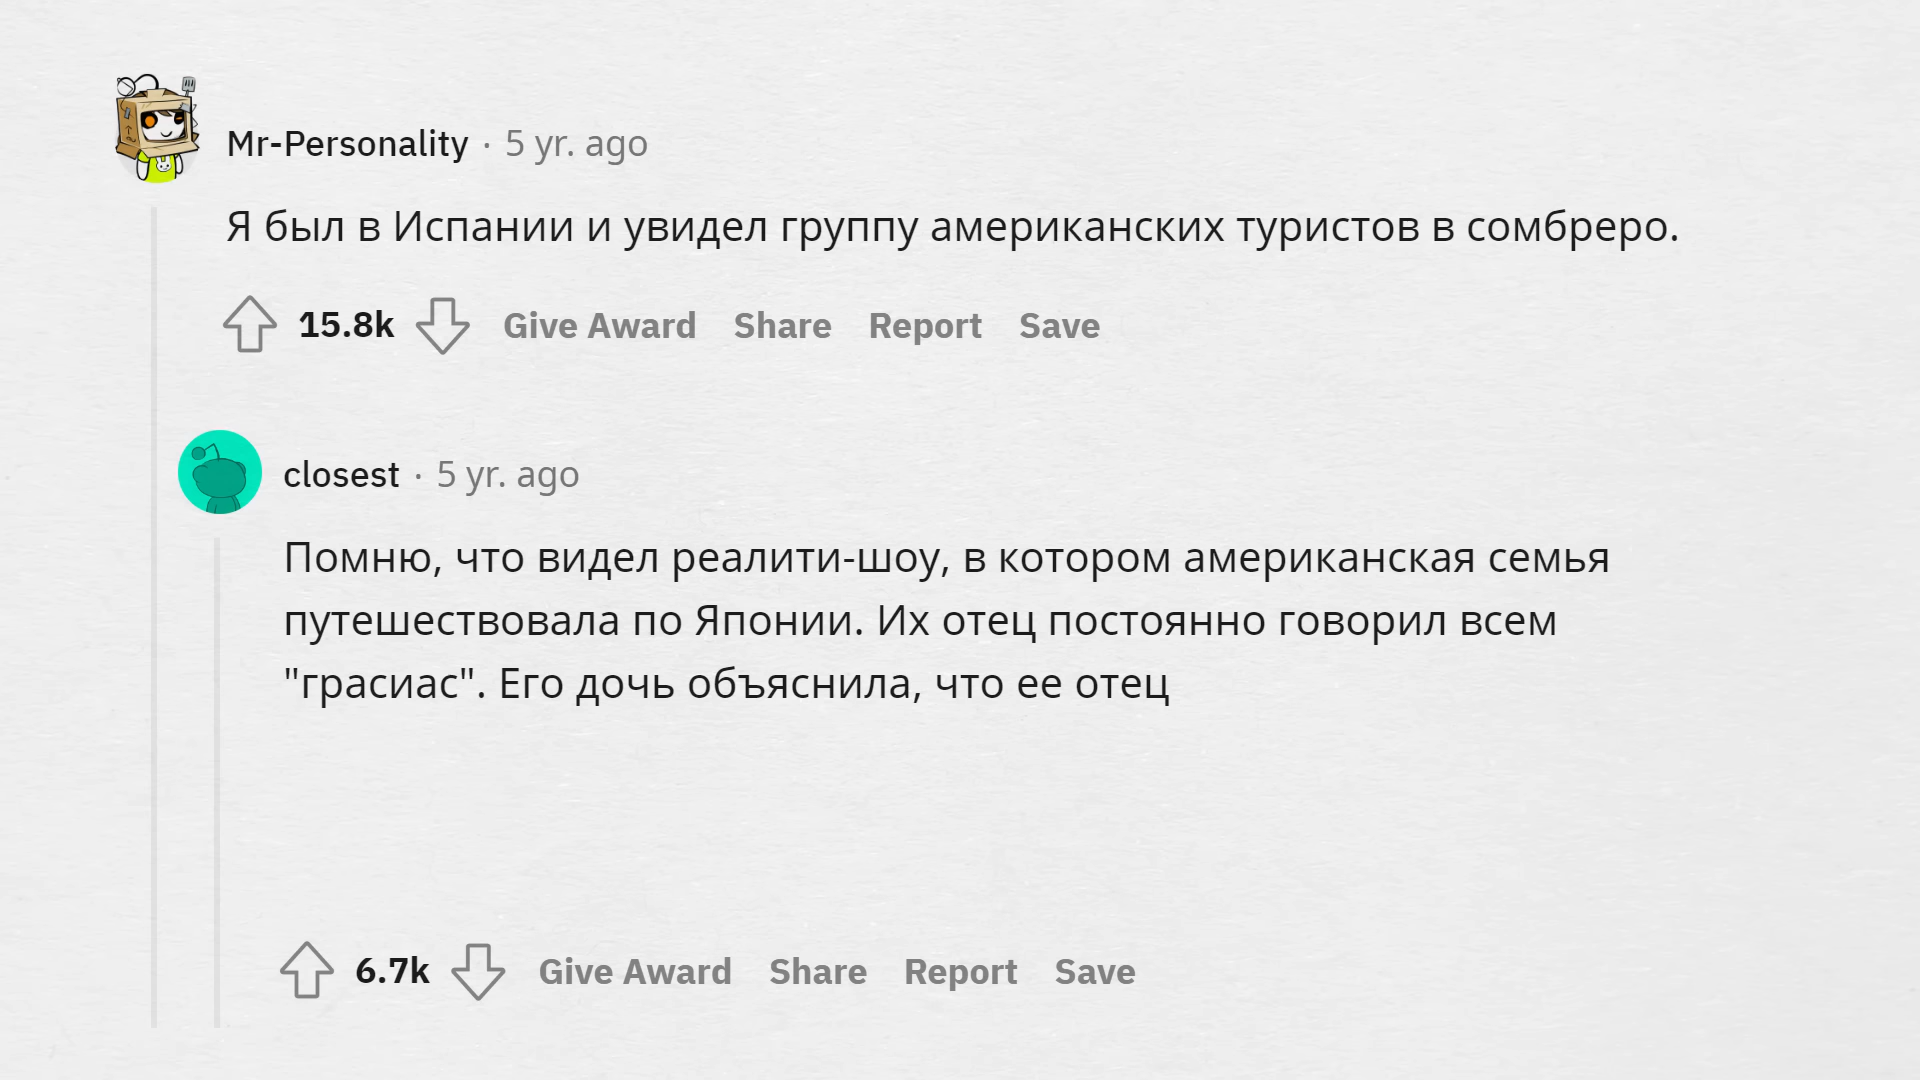 Mr-Personality · 5 yr. ago
Я был в Испании и увидел группу американских туристов в сомбреро.
15.8k Give Award Share Report Save
closest · 5 yr. ago
Помню, что видел реалити-шоу, в котором американская семья
путешествовала по Японии. Их отец постоянно говорил всем
"грасиас". Его дочь объяснила, что ее отец
6.7k Give Award Share Report Save